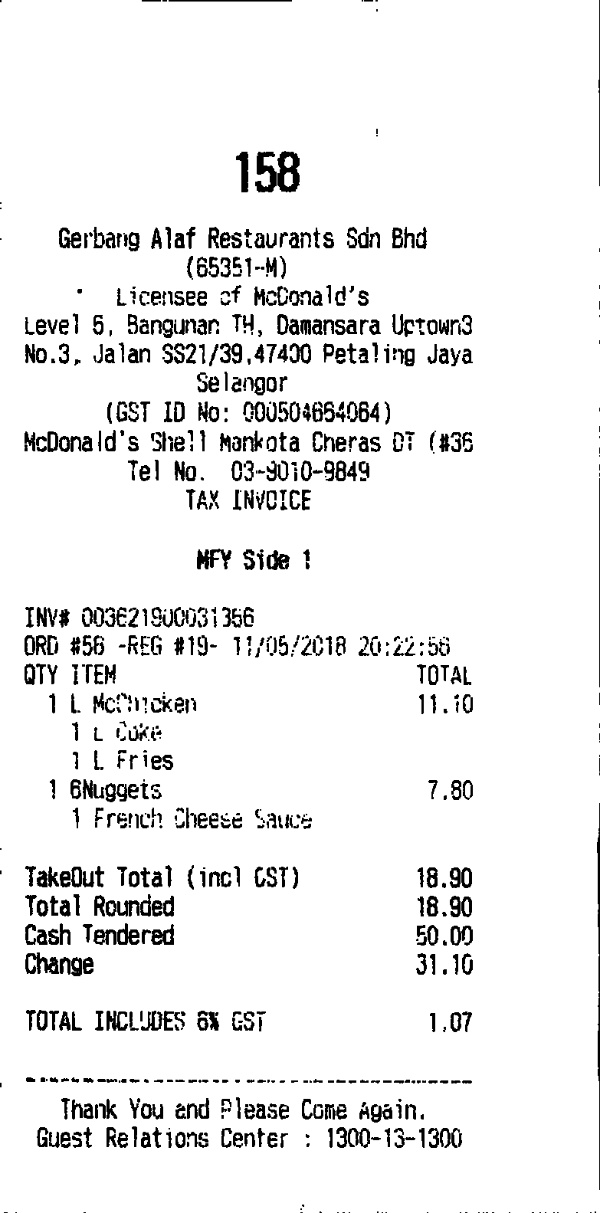 158
Gerbang Alaf Restaurants Sdn Bhd
(65351-M)
Licensee of McDonald's
Level 6, Bangunan TH, Damansara Uptown3
No.3, Jalan SS21/39,47400 Petaling Jaya
Selangor
(GST ID No: 000504664064)
McDonald's Shell Mankota Cheras DT (#36
Tel No. 03-9010-9849
TAX INVOICE
MFY Side 1
INV# 0036219U0031366
ORD #56 -REG #19- 11/05/2018 20:22:56
QTY ITEM TOTAL
1 L McChicken 11.10
1 L Coke
1 L Fries
1 6Nuggets 7.80
1 French Cheese Sauce
TakeOut Total (incl GST) 18.90
Total Rounded 18.90
Cash Tendered 50.00
Change 31.10
TOTAL INCLUDES 6% GST 1.07
Thank You and Please Come Again.
Guest Relations Center : 1300-13-1300